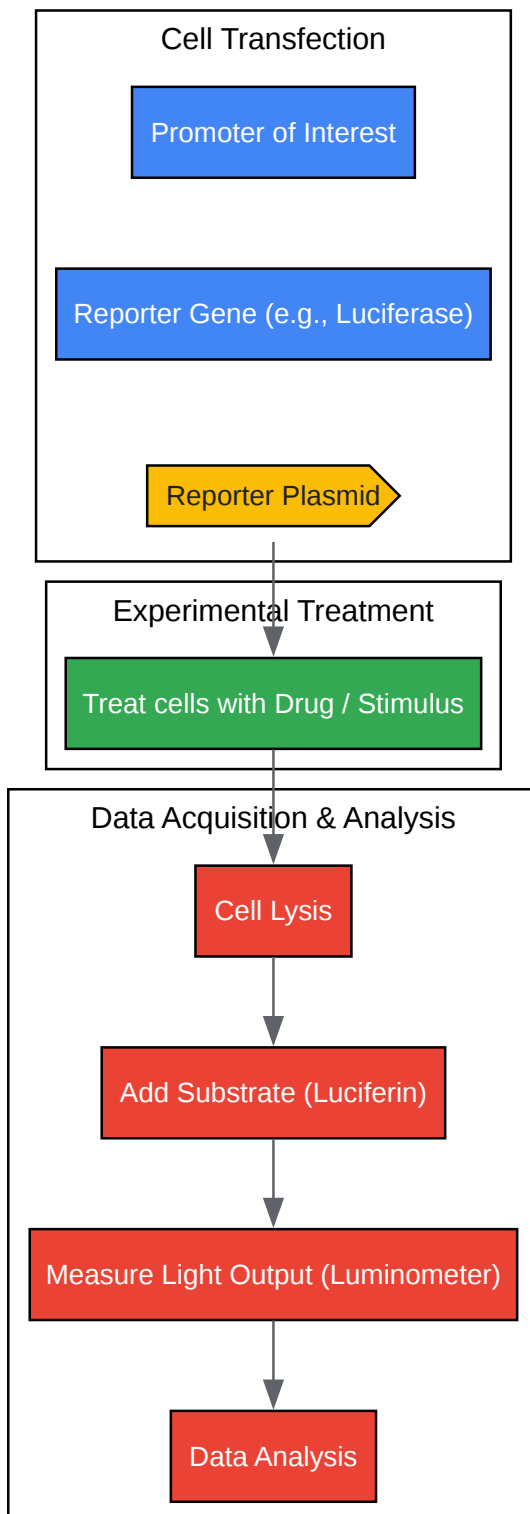 Cell Transfection
Promoter of Interest
Reporter Gene (e.g., Luciferase)
Reporter Plasmid
Experimental Treatment
Treat cells with Drug / Stimulus
Data Acquisition & Analysis
Cell Lysis
Add Substrate (Luciferin)
Measure Light Output (Luminometer)
Data Analysis